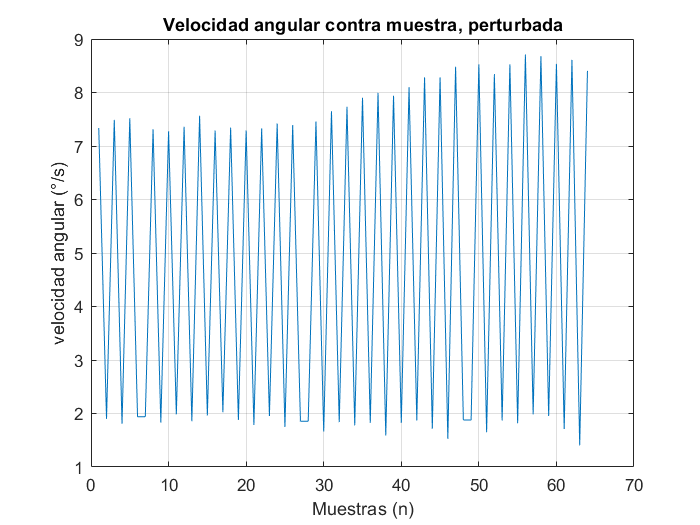 Velocidad angular contra muestra, perturbada
9
8
7
6
5
4
3
2
1
velocidad angular (°/s)
0 10 20 30 40 50 60 70
Muestras (n)